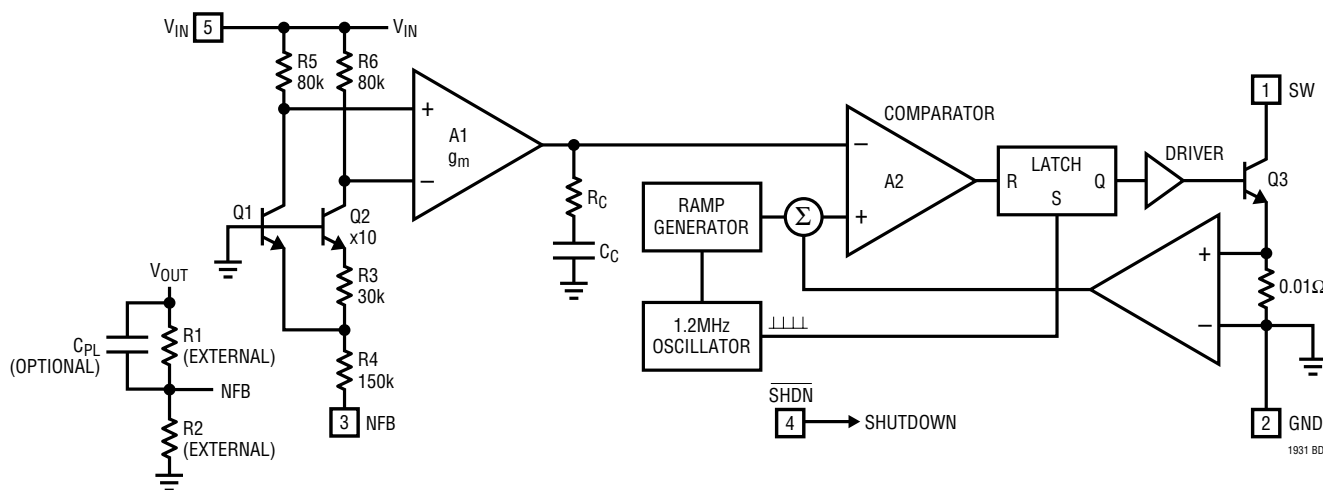 VIN 5 VIN
R5
80k
R6
80k
+
A1
gm
−
Q1
Q2
x10
R3
30k
R4
150k
3 NFB
VOUT
CPL
(OPTIONAL)
R1
(EXTERNAL)
NFB
R2
(EXTERNAL)
RC
CC
COMPARATOR
−
A2
+
RAMP
GENERATOR
Σ
1.2MHz
OSCILLATOR
SHDN
4 SHUTDOWN
LATCH
R Q
S
DRIVER
1 SW
Q3
+
−
0.01Ω
2 GND
1931 BD